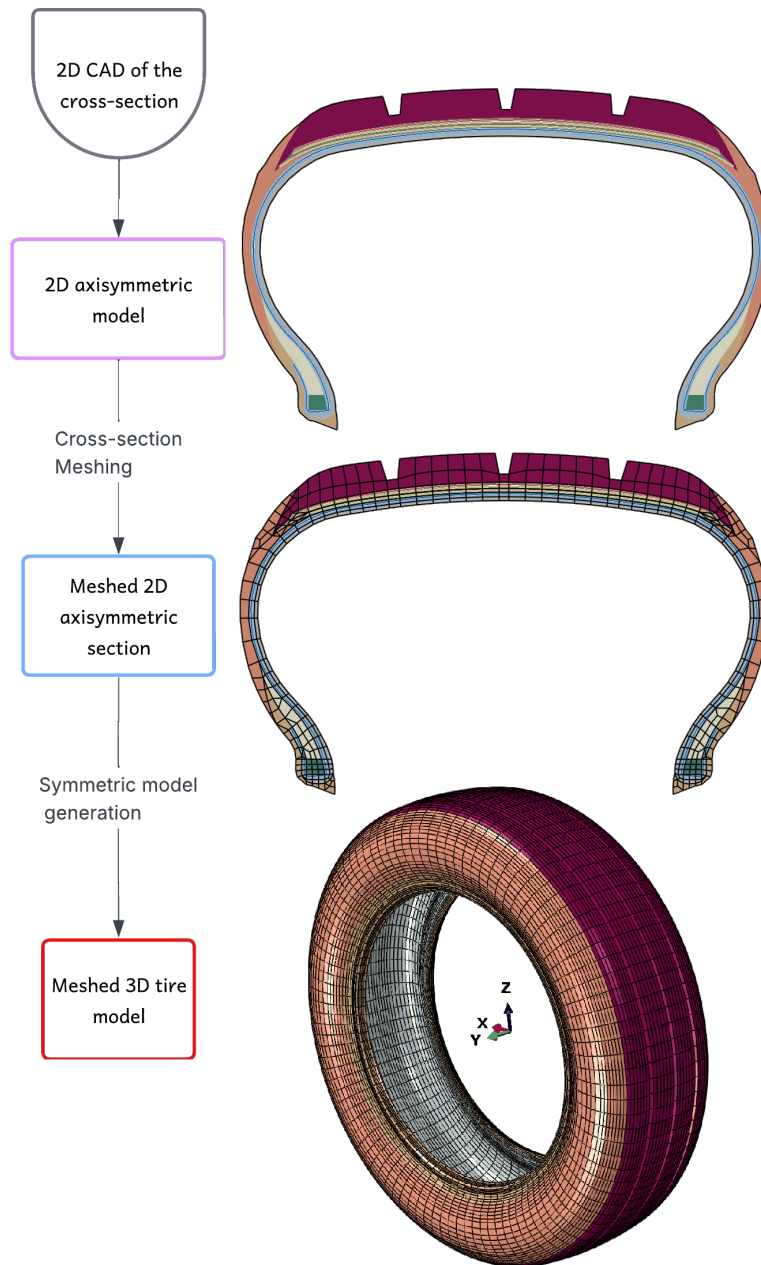 2D CAD of the
cross-section
2D axisymmetric
model
Cross-section
Meshing
Meshed 2D
axisymmetric
section
Symmetric model
generation
Meshed 3D tire
model
Z
X
Y